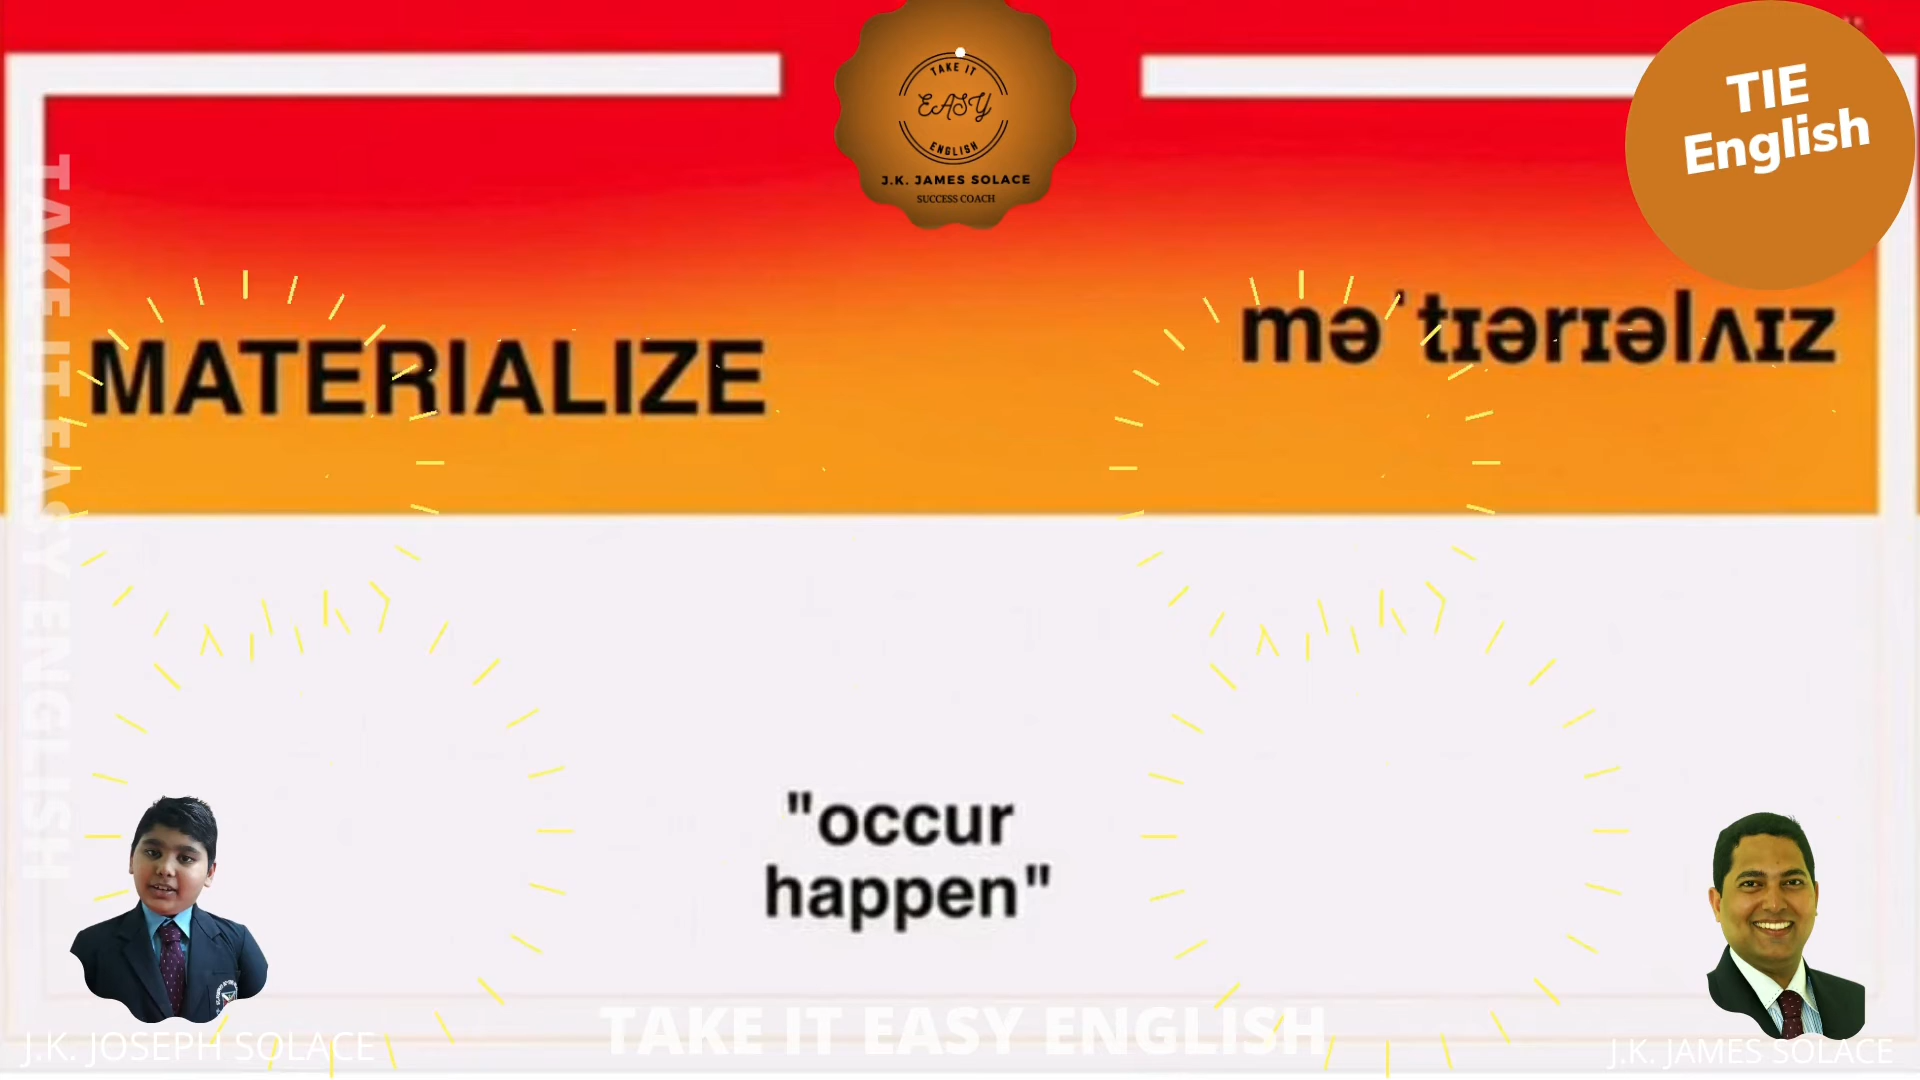 TAKE IT
EASY
ENGLISH
J.K. JAMES SOLACE
SUCCESS COACH
TIE
English
TAKE IT EASY ENGLISH
MATERIALIZE
məˈtɪərɪəlʌɪz
"occur
happen"
J.K. JOSEPH SOLACE
TAKE IT EASY ENGLISH
J.K. JAMES SOLACE